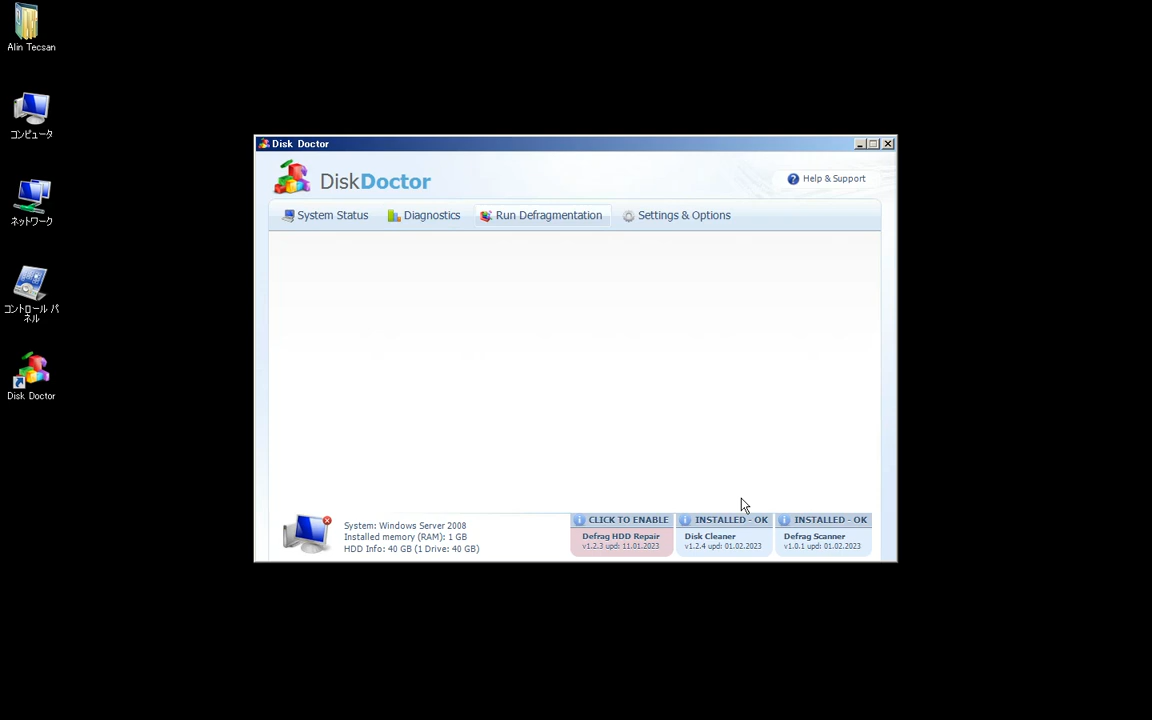 Alin Tecsan
コンピュータ
ネットワーク
コントロール パ
ネル
Disk Doctor
Disk Doctor
DiskDoctor
Help & Support
System Status
Diagnostics
Run Defragmentation
Settings & Options
System: Windows Server 2008
Installed memory (RAM): 1 GB
HDD Info: 40 GB (1 Drive: 40 GB)
CLICK TO ENABLE
Defrag HDD Repair
v1.2.3 upd: 11.01.2023
INSTALLED - OK
Disk Cleaner
v1.2.4 upd: 01.02.2023
INSTALLED - OK
Defrag Scanner
v1.0.1 upd: 01.02.2023